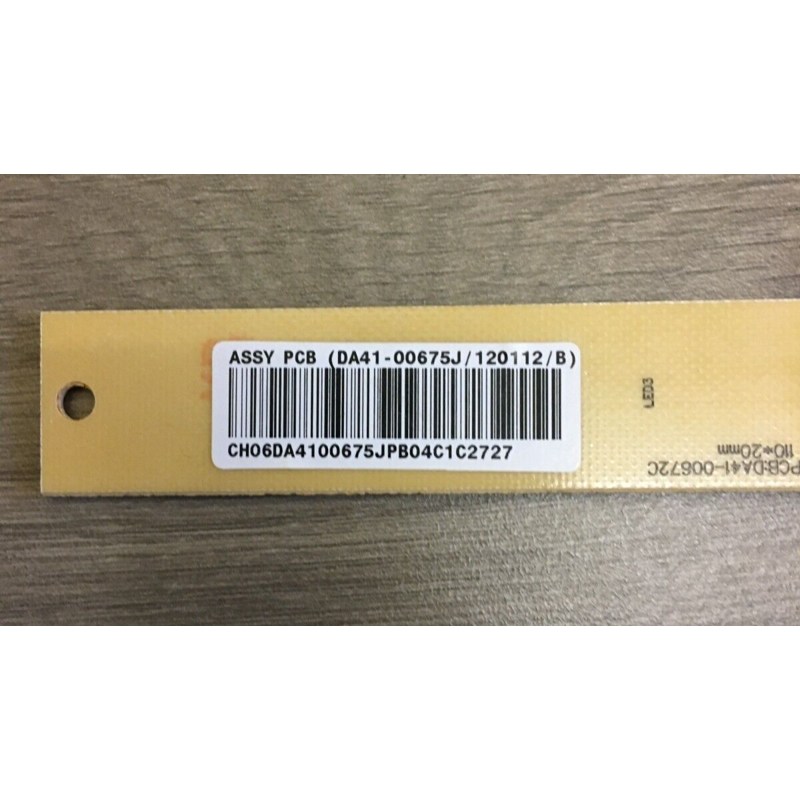 ASSY PCB (DA41-00675J/120112/B)
CH06DA4100675JPB04C1C2727
LED3
110*20mm
PCB:DA41-00672C